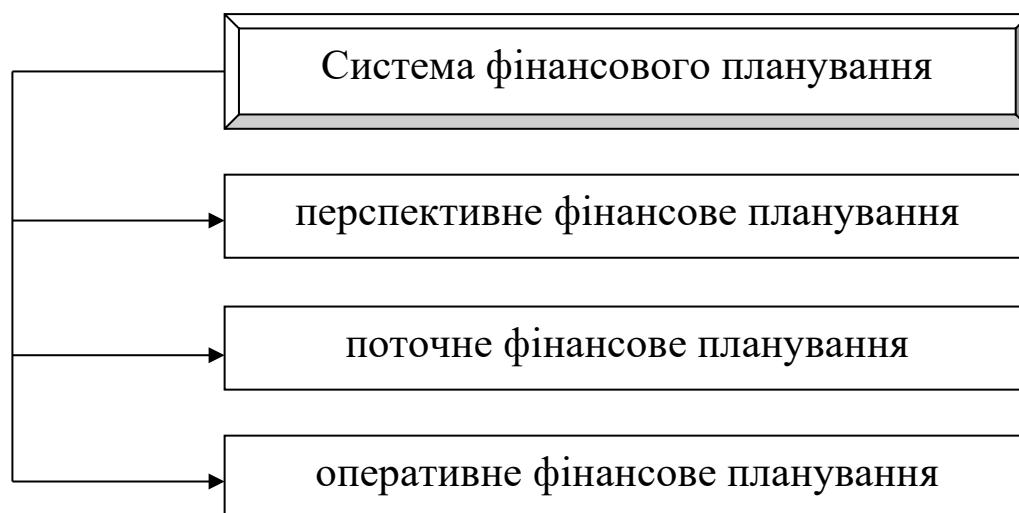 Система фінансового планування
перспективне фінансове планування
поточне фінансове планування
оперативне фінансове планування